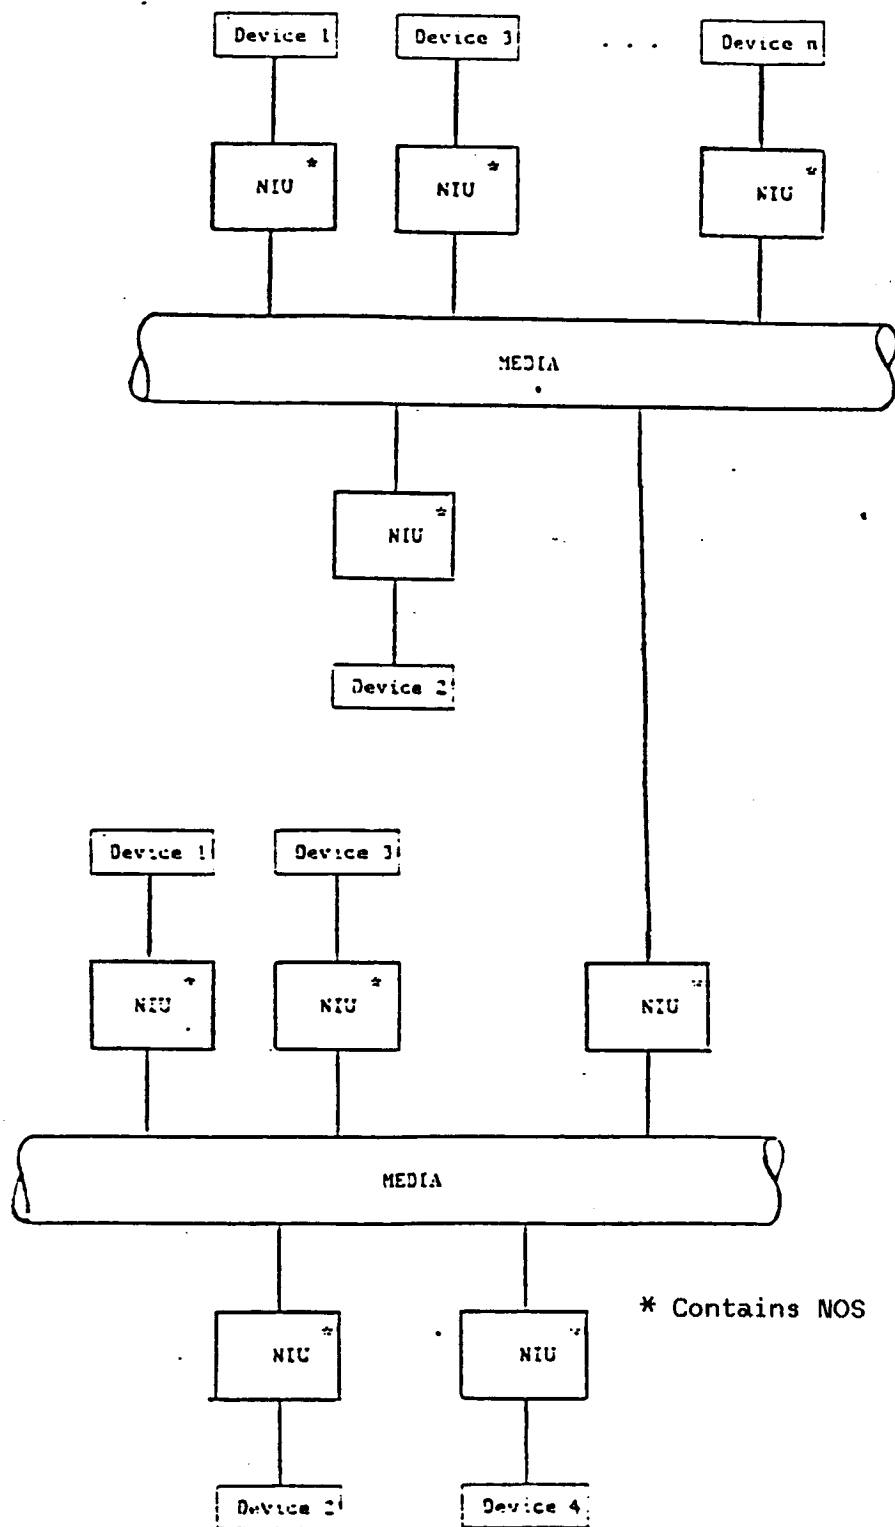 Device 1
Device 3
. . .
Device n
NIU *
NIU *
NIU *
MEDIA
NIU *
Device 2
Device 1
Device 3
NIU *
NIU *
NIU *
MEDIA
NIU *
NIU *
* Contains NOS
Device 2
Device 4